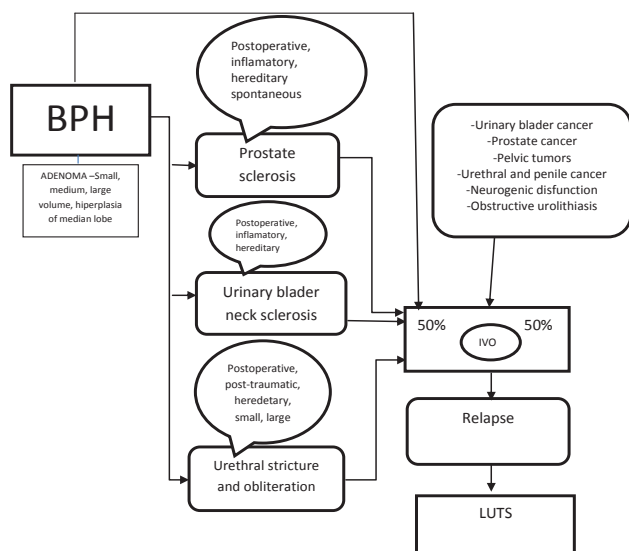 Postoperative,
inflamatory,
hereditary
spontaneous
BPH
ADENOMA –Small,
medium, large
volume, hiperplasia
of median lobe
Prostate
sclerosis
-Urinary bladder cancer
-Prostate cancer
-Pelvic tumors
-Urethral and penile cancer
-Neurogenic disfunction
-Obstructive urolithiasis
Postoperative,
inflamatory,
hereditary
Urinary blader
neck sclerosis
50% 50%
IVO
Postoperative,
post-traumatic,
heredetary,
small, large
Relapse
Urethral stricture
and obliteration
LUTS